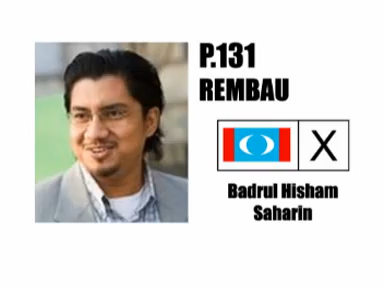 P.131
REMBAU
X
Badrul Hisham
Saharin